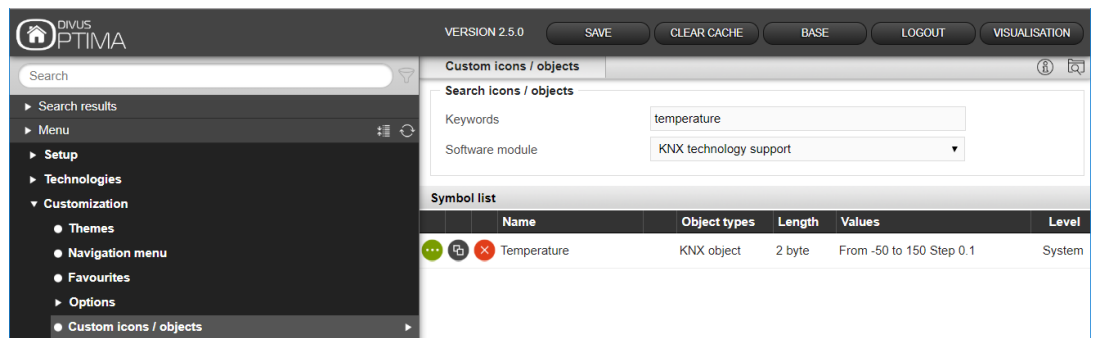 DIVUS
OPTIMA
VERSION 2.5.0 SAVE CLEAR CACHE BASE LOGOUT VISUALISATION
Search
Search results
Menu
Setup
Technologies
Customization
Themes
Navigation menu
Favourites
Options
Custom icons / objects
Custom icons / objects
Search icons / objects
Keywords temperature
Software module KNX technology support
Symbol list
Name Object types Length Values Level
Temperature KNX object 2 byte From -50 to 150 Step 0.1 System